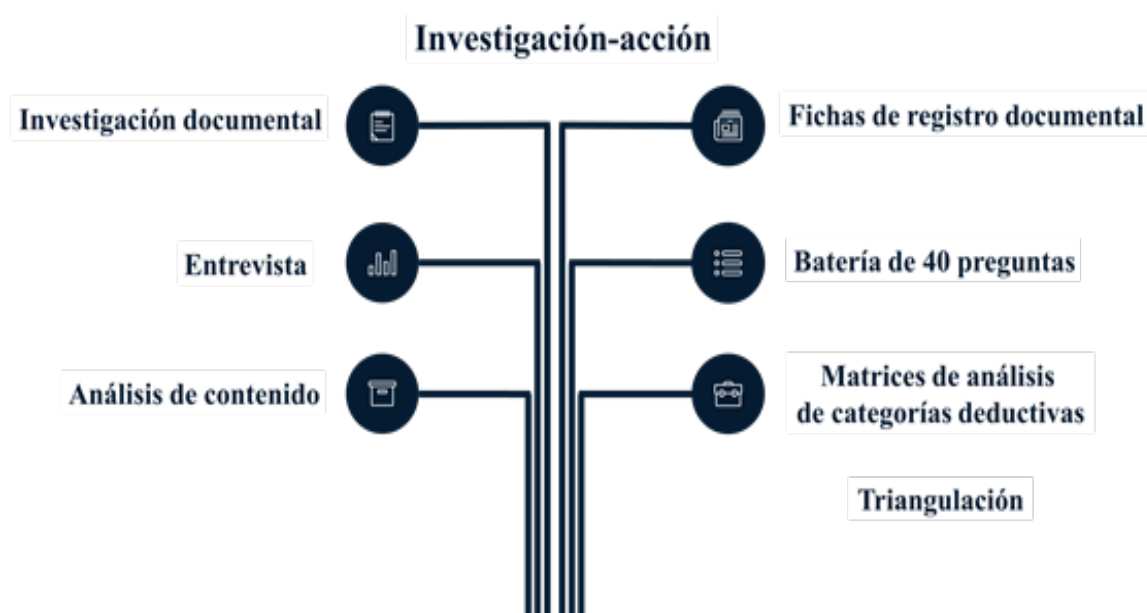 Investigación-acción
Investigación documental
Fichas de registro documental
Entrevista
Batería de 40 preguntas
Análisis de contenido
Matrices de análisis
de categorías deductivas
Triangulación